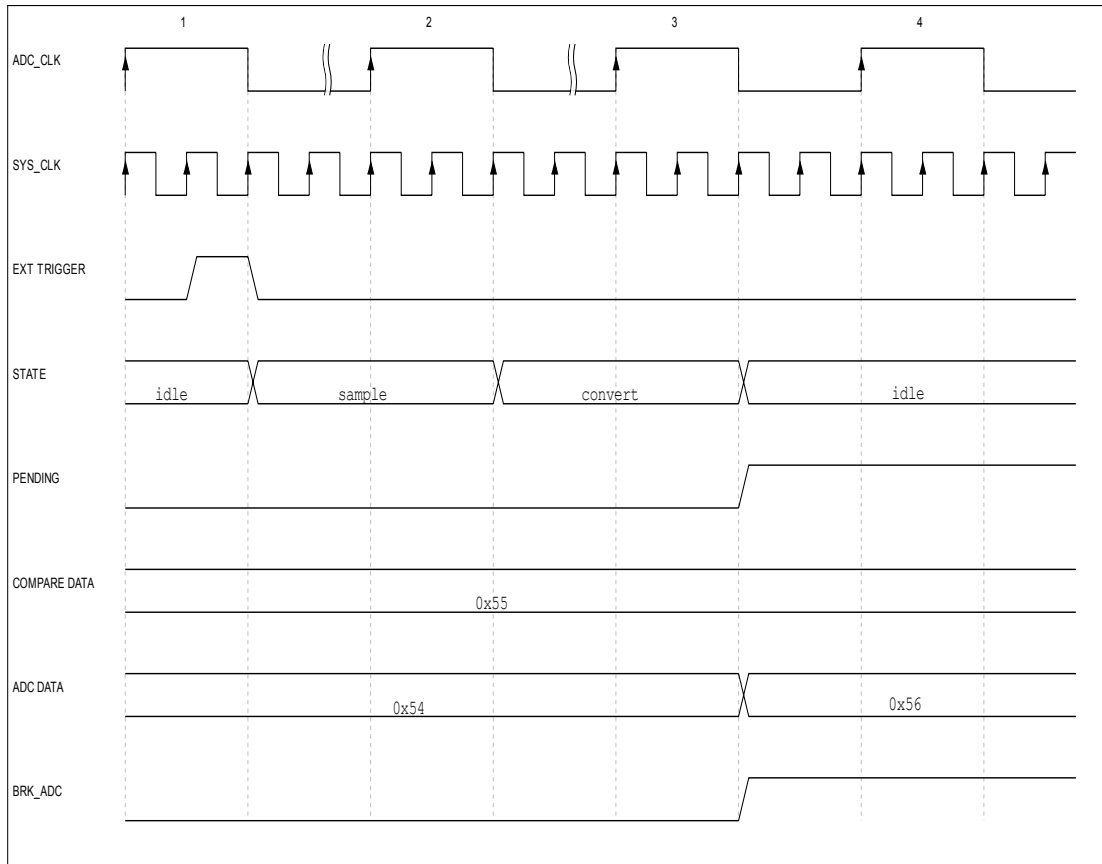 1 2 3 4
ADC_CLK
SYS_CLK
EXT TRIGGER
STATE
idle sample convert idle
PENDING
COMPARE DATA
0x55
ADC DATA
0x54 0x56
BRK_ADC